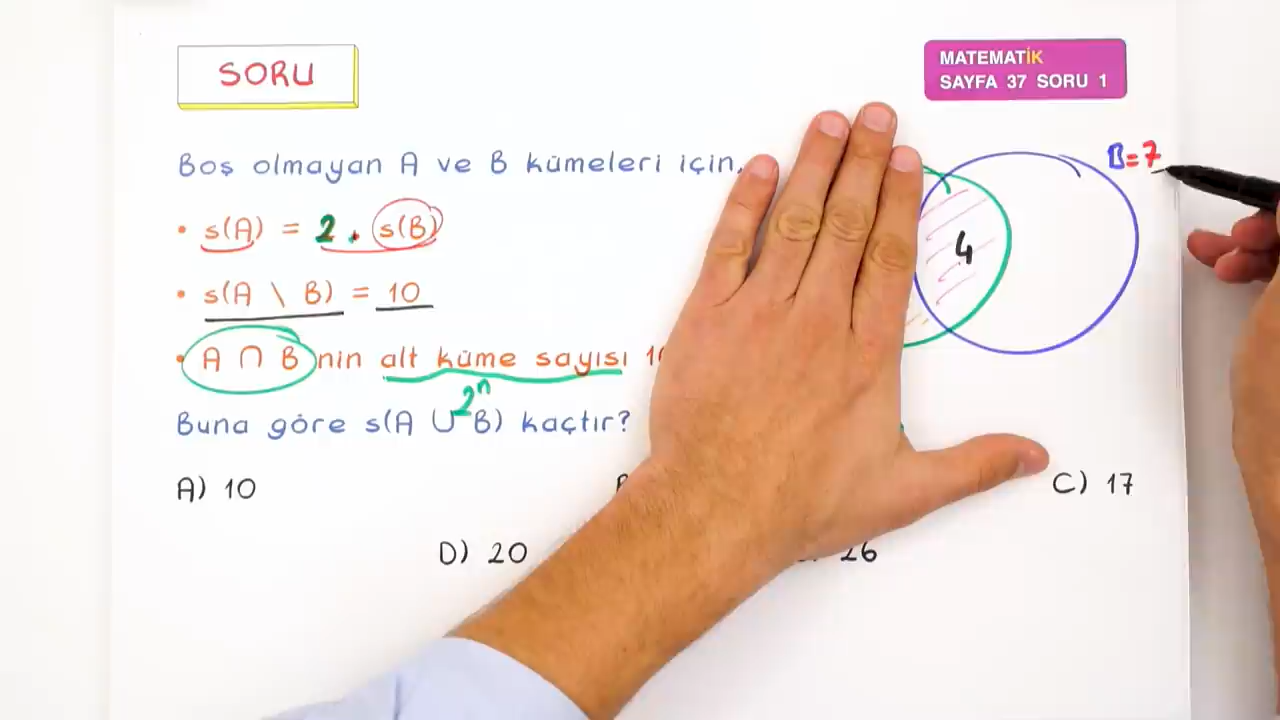 SORU
MATEMATİK
SAYFA 37 SORU 1
Boş olmayan A ve B kümeleri için,
B=7
• s(A) = 2 . s(B)
4
• s(A \ B) = 10
• A ∩ B nin alt küme sayısı
2ⁿ
Buna göre s(A ∪ B) kaçtır?
A) 10
C) 17
D) 20
26